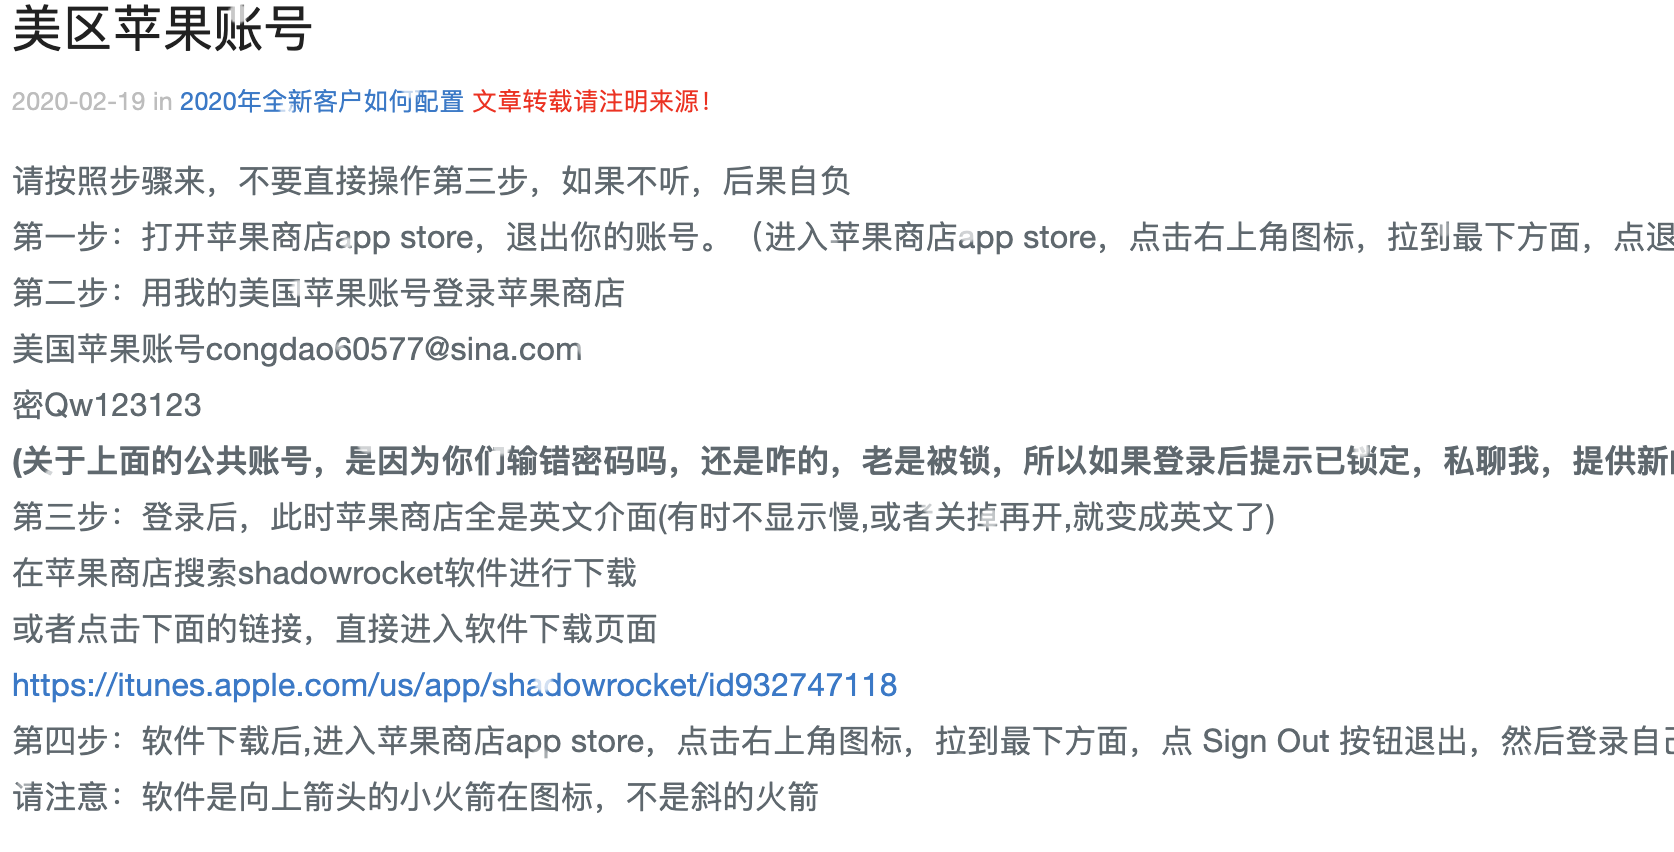 美区苹果账号
2020-02-19 in 2020年全新客户如何配置 文章转载请注明来源！
请按照步骤来，不要直接操作第三步，如果不听，后果自负
第一步：打开苹果商店app store，退出你的账号。（进入苹果商店app store，点击右上角图标，拉到最下方面，点退
第二步：用我的美国苹果账号登录苹果商店
美国苹果账号congdao60577@sina.com
密Qw123123
(关于上面的公共账号，是因为你们输错密码吗，还是咋的，老是被锁，所以如果登录后提示已锁定，私聊我，提供新
第三步：登录后，此时苹果商店全是英文介面(有时不显示慢,或者关掉再开,就变成英文了)
在苹果商店搜索shadowrocket软件进行下载
或者点击下面的链接，直接进入软件下载页面
https://itunes.apple.com/us/app/shadowrocket/id932747118
第四步：软件下载后,进入苹果商店app store，点击右上角图标，拉到最下方面，点 Sign Out 按钮退出，然后登录自己
请注意：软件是向上箭头的小火箭在图标，不是斜的火箭